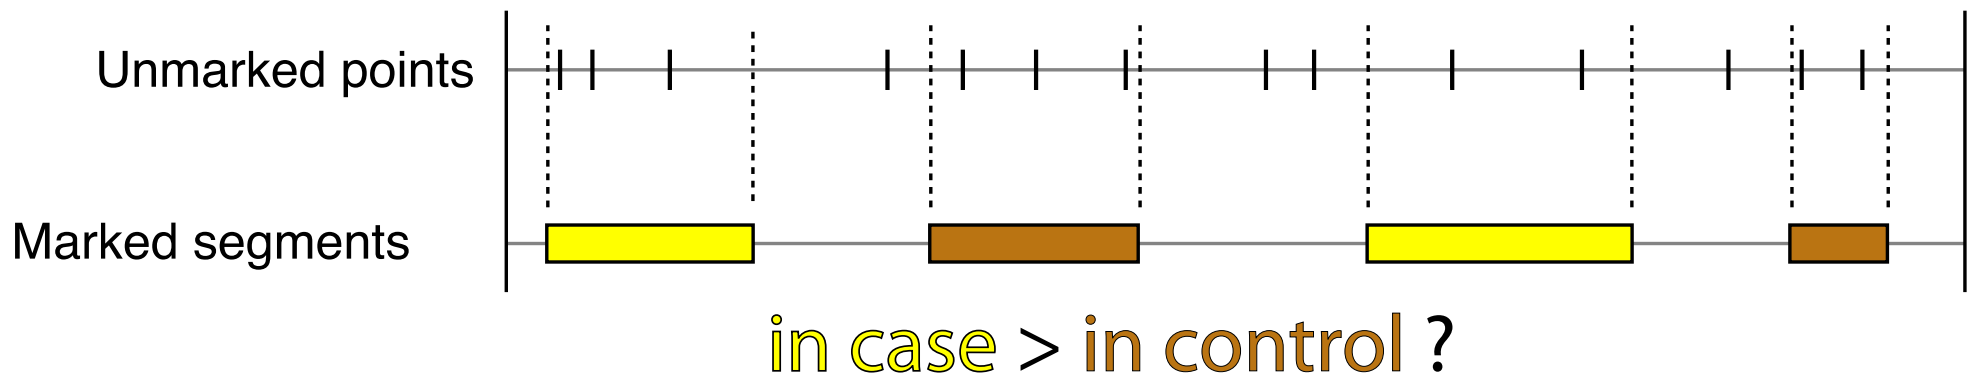 Unmarked points
Marked segments
in case > in control ?